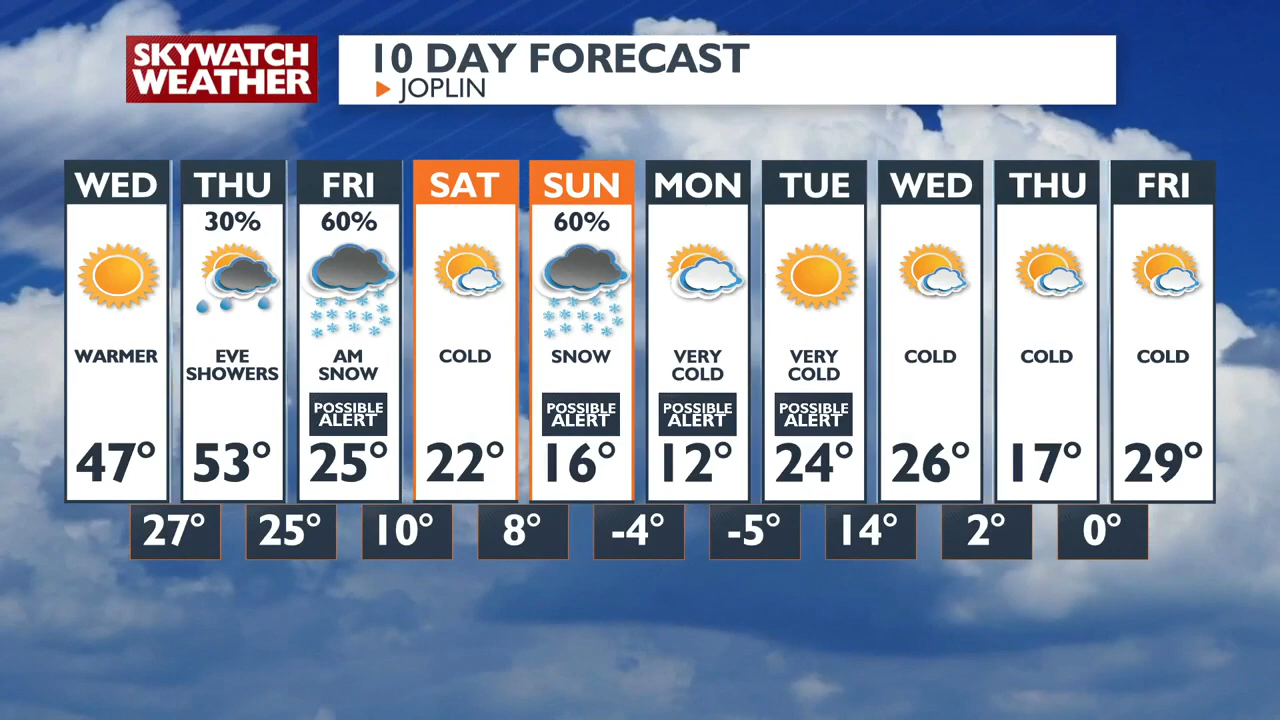 SKYWATCH
WEATHER
10 DAY FORECAST
JOPLIN
WED THU FRI SAT SUN MON TUE WED THU FRI
30% 60% 60%
WARMER EVE SHOWERS AM SNOW COLD SNOW VERY COLD VERY COLD COLD COLD COLD
POSSIBLE ALERT POSSIBLE ALERT POSSIBLE ALERT POSSIBLE ALERT
47° 53° 25° 22° 16° 12° 24° 26° 17° 29°
27° 25° 10° 8° -4° -5° 14° 2° 0°